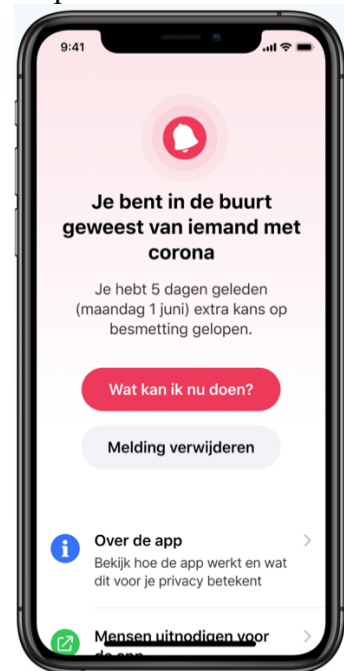 9:41
Je bent in de buurt
geweest van iemand met
corona
Je hebt 5 dagen geleden
(maandag 1 juni) extra kans op
besmetting gelopen.
Wat kan ik nu doen?
Melding verwijderen
Over de app
Bekijk hoe de app werkt en wat
dit voor je privacy betekent
Mensen uitnodigen voor
de app